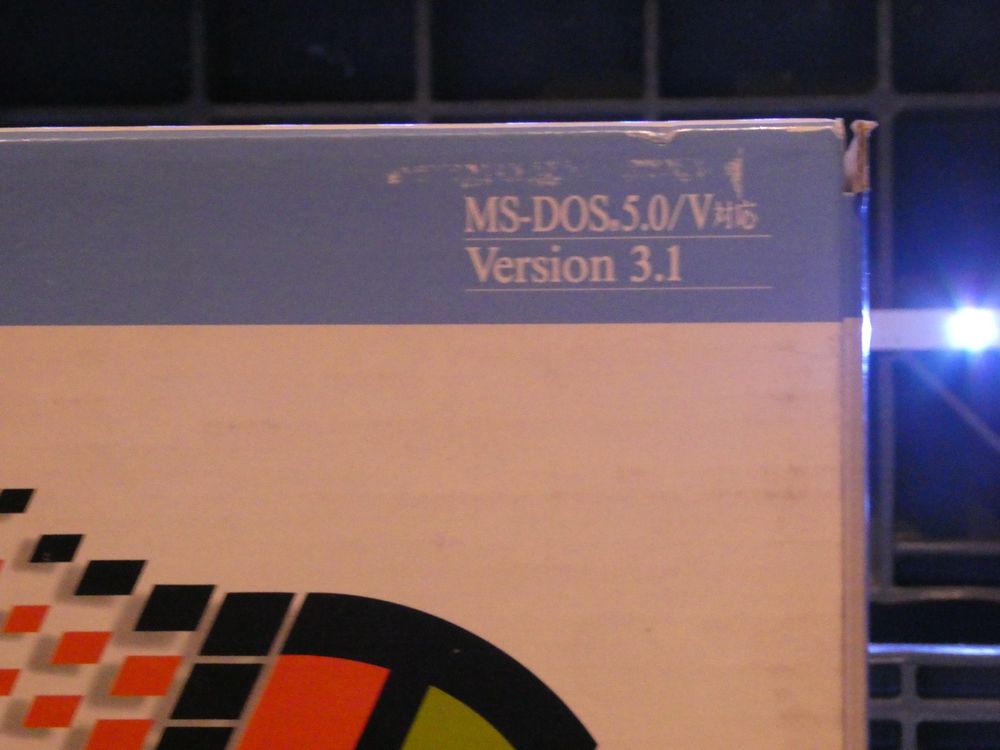 MS-DOS® 5.0/V対応
Version 3.1